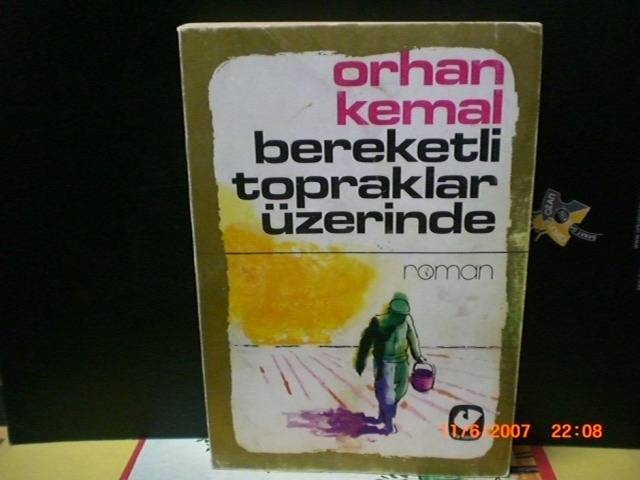 orhan
kemal
bereketli
topraklar
üzerinde
roman
11/6/2007 22:08